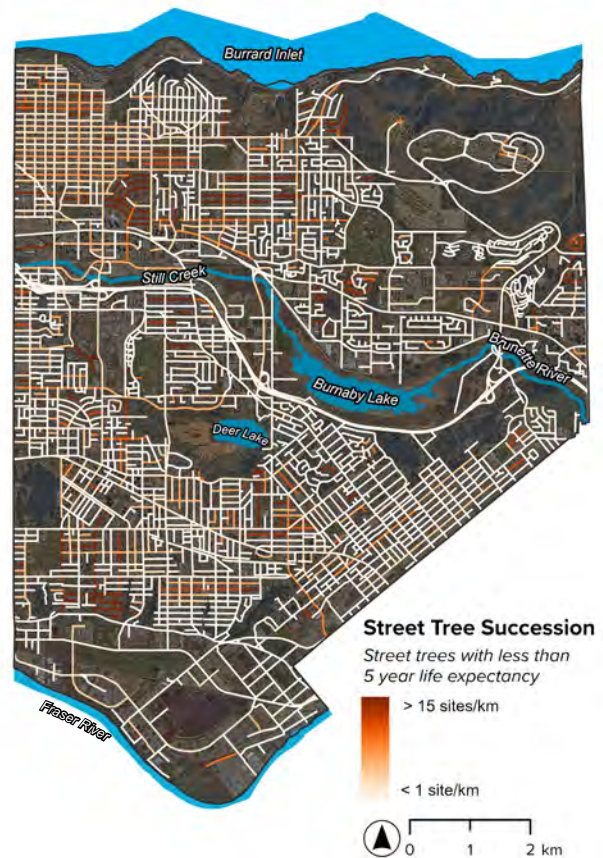 Burrard Inlet
Still Creek
Brunette River
Burnaby Lake
Deer Lake
Street Tree Succession
Street trees with less than
5 year life expectancy
> 15 sites/km
Fraser River
< 1 site/km
0 1 2 km